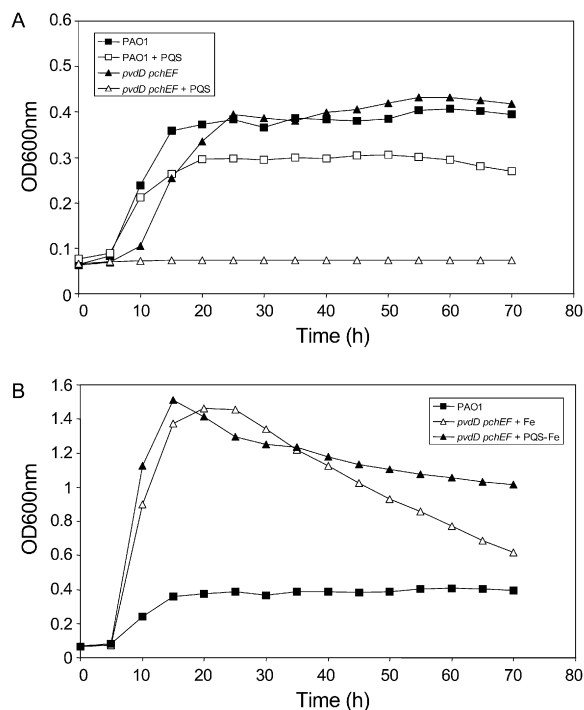 A
0.6
0.5
0.4
0.3
0.2
0.1
0
OD600nm
PAO1
PAO1 + PQS
pvdD pchEF
pvdD pchEF + PQS
0 10 20 30 40 50 60 70 80
Time (h)
B
1.6
1.4
1.2
1
0.8
0.6
0.4
0.2
0
OD600nm
PAO1
pvdD pchEF + Fe
pvdD pchEF + PQS-Fe
0 10 20 30 40 50 60 70 80
Time (h)